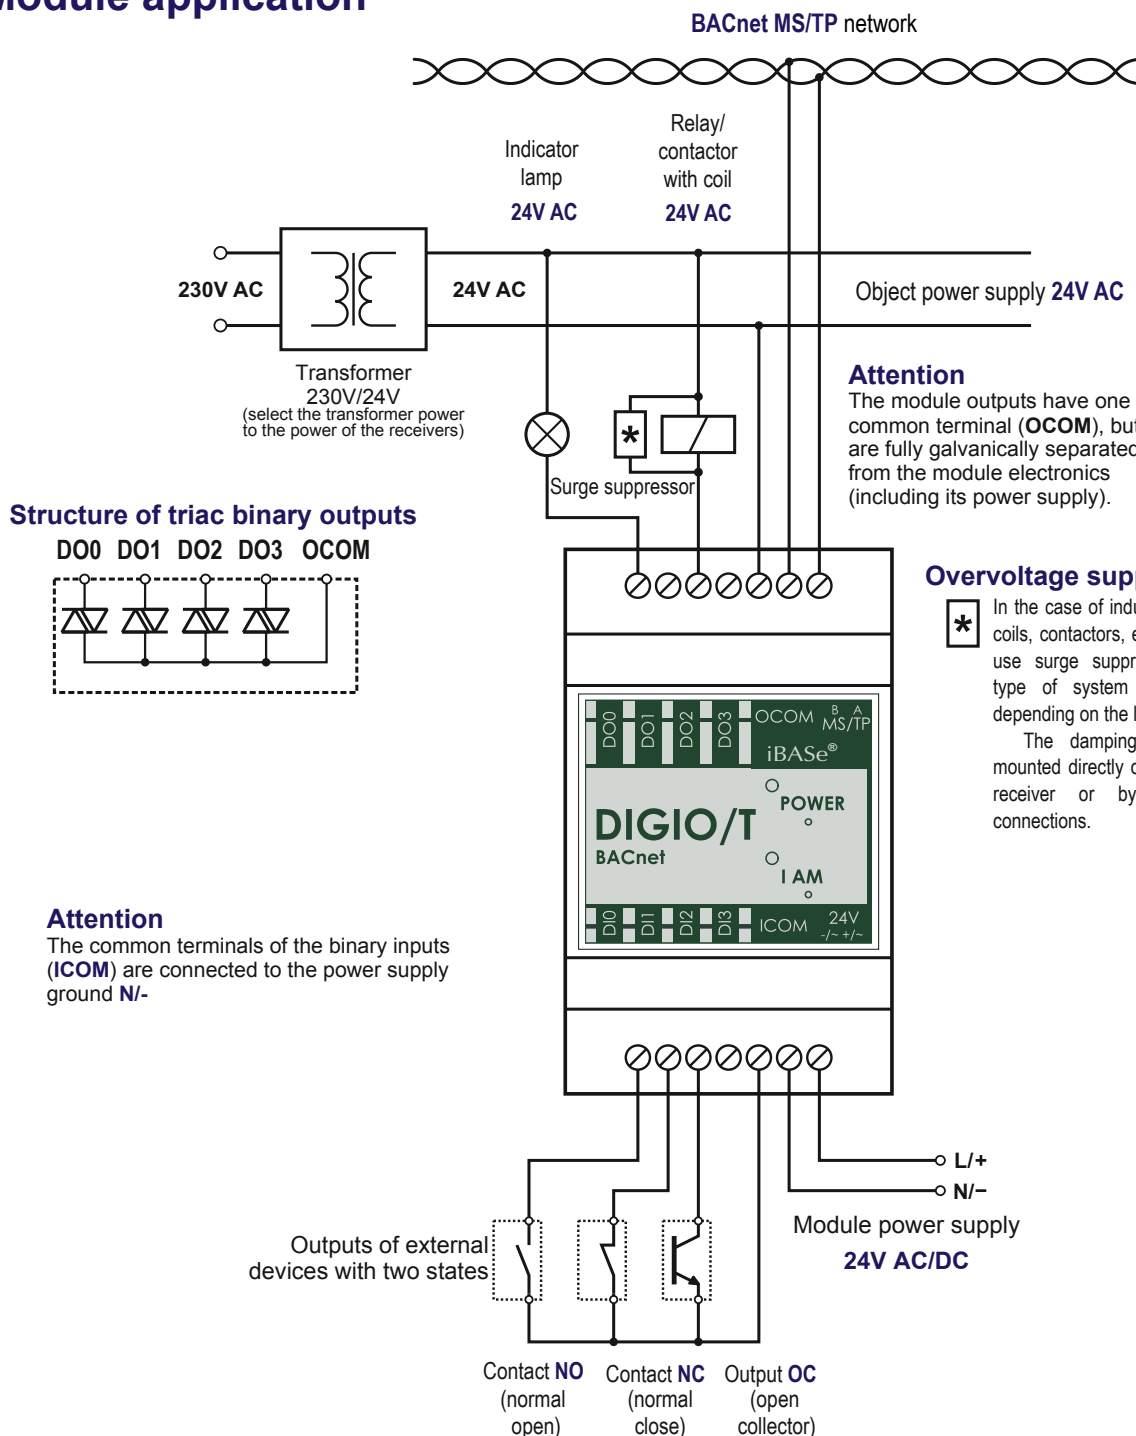 Module application
BACnet MS/TP network
Relay/
contactor
with coil
24V AC
Indicator
lamp
24V AC
230V AC
24V AC
Object power supply 24V AC
Transformer
230V/24V
(select the transformer power
to the power of the receivers)
*
Surge suppressor
Attention
The module outputs have one
common terminal (OCOM), but
are fully galvanically separated
from the module electronics
(including its power supply).
Structure of triac binary outputs
DO0 DO1 DO2 DO3 OCOM
Overvoltage
*
In the case of
coils, contactors,
use surge
type of system
depending on the
The damping
mounted directly
receiver or by
connections.
DO0 DO1 DO2 DO3 OCOM B A
MS/TP
iBASe®
POWER
DIGIO/T
BACnet
I AM
DI0 DI1 DI2 DI3 ICOM 24V
-/~ +/~
Attention
The common terminals of the binary inputs
(ICOM) are connected to the power supply
ground N/-
L/+
N/−
Module power supply
24V AC/DC
Outputs of external
devices with two states
Contact NO
(normal
open)
Contact NC
(normal
close)
Output OC
(open
collector)